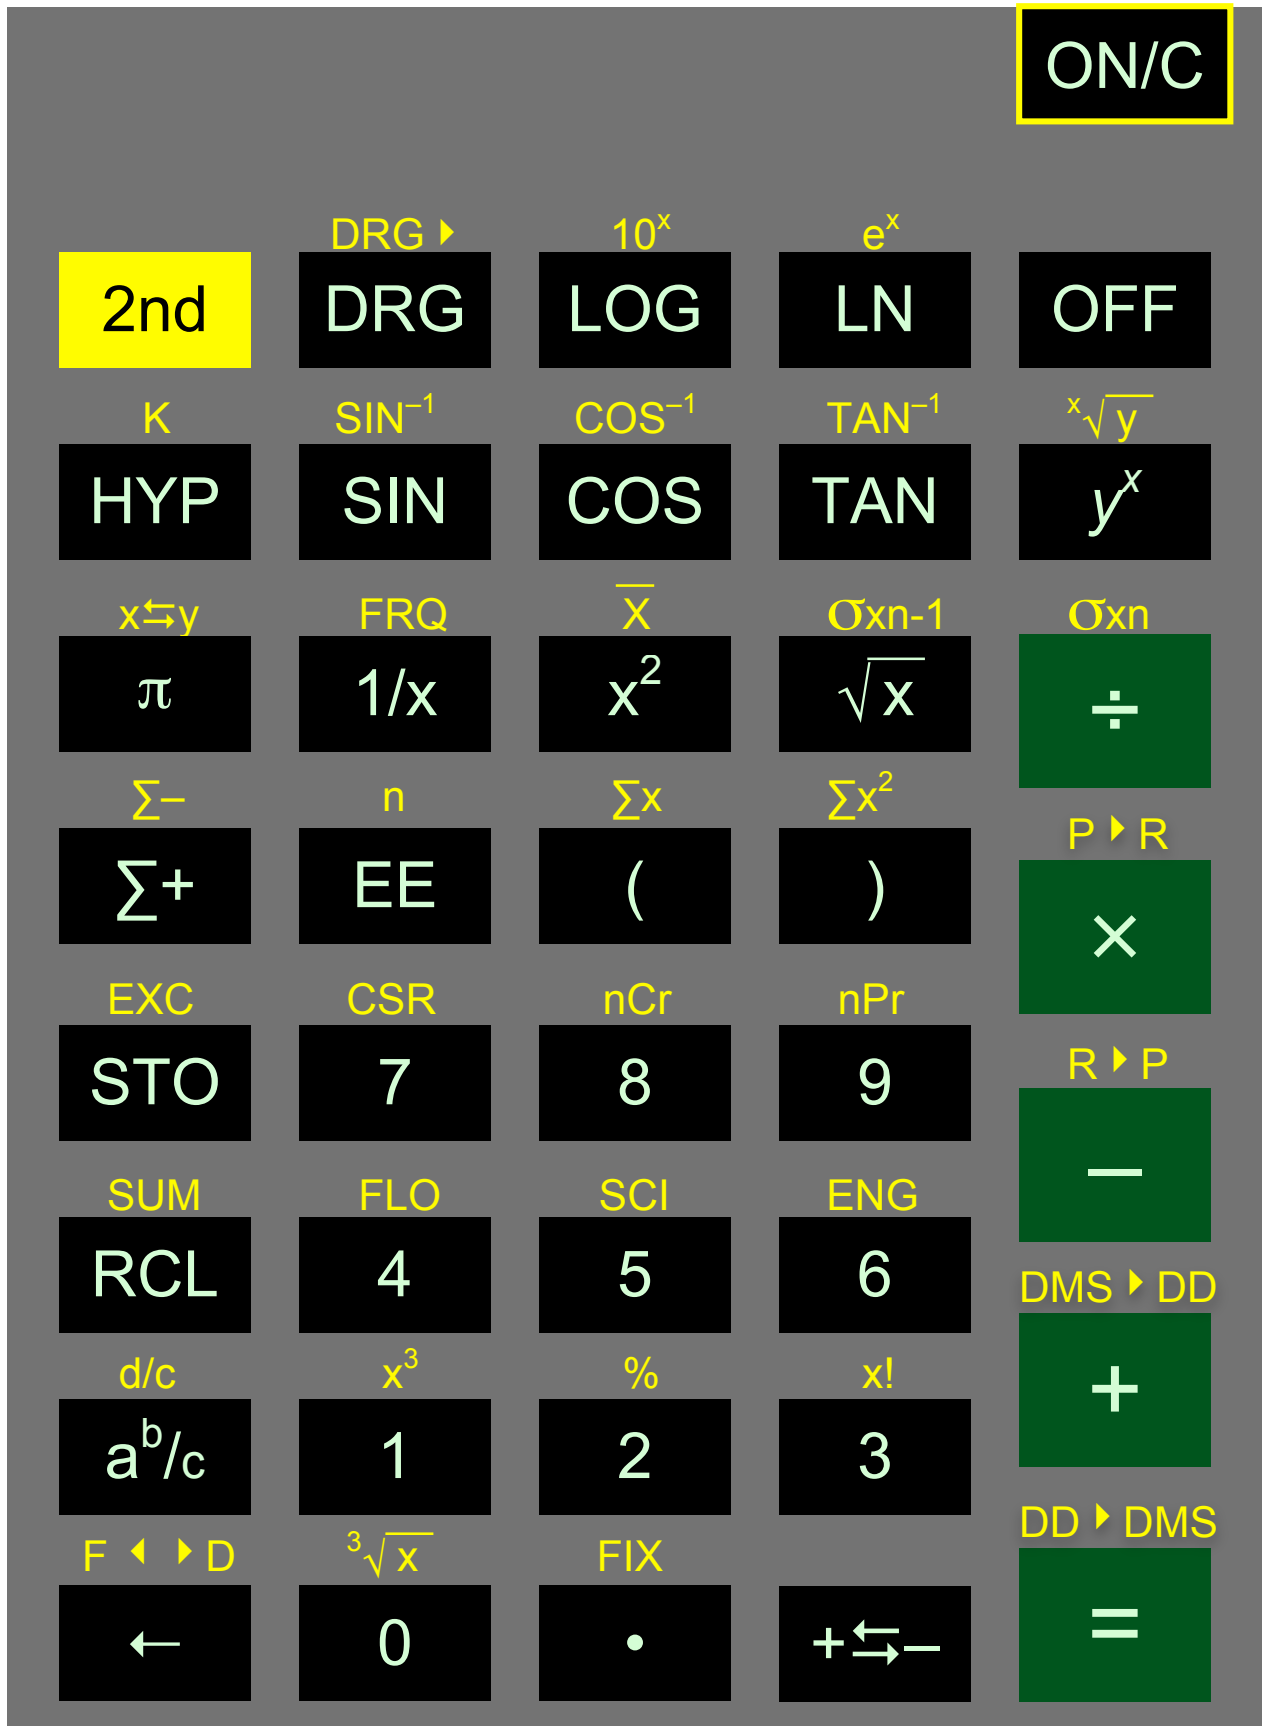 ON/C
DRG ▶ 10ˣ eˣ
2nd DRG LOG LN OFF
K SIN⁻¹ COS⁻¹ TAN⁻¹ ˣ√y
HYP SIN COS TAN yˣ
x⇆y FRQ x̅ σxn-1 σxn
π 1/x x² √x ÷
∑– n ∑x ∑x² P ▶ R
∑+ EE ( ) ×
EXC CSR nCr nPr R ▶ P
STO 7 8 9 –
SUM FLO SCI ENG DMS ▶ DD
RCL 4 5 6 +
d/c x³ % x!
aᵇ/c 1 2 3
F ◀ ▶ D ³√x FIX DD ▶ DMS
← 0 • +⇆– =